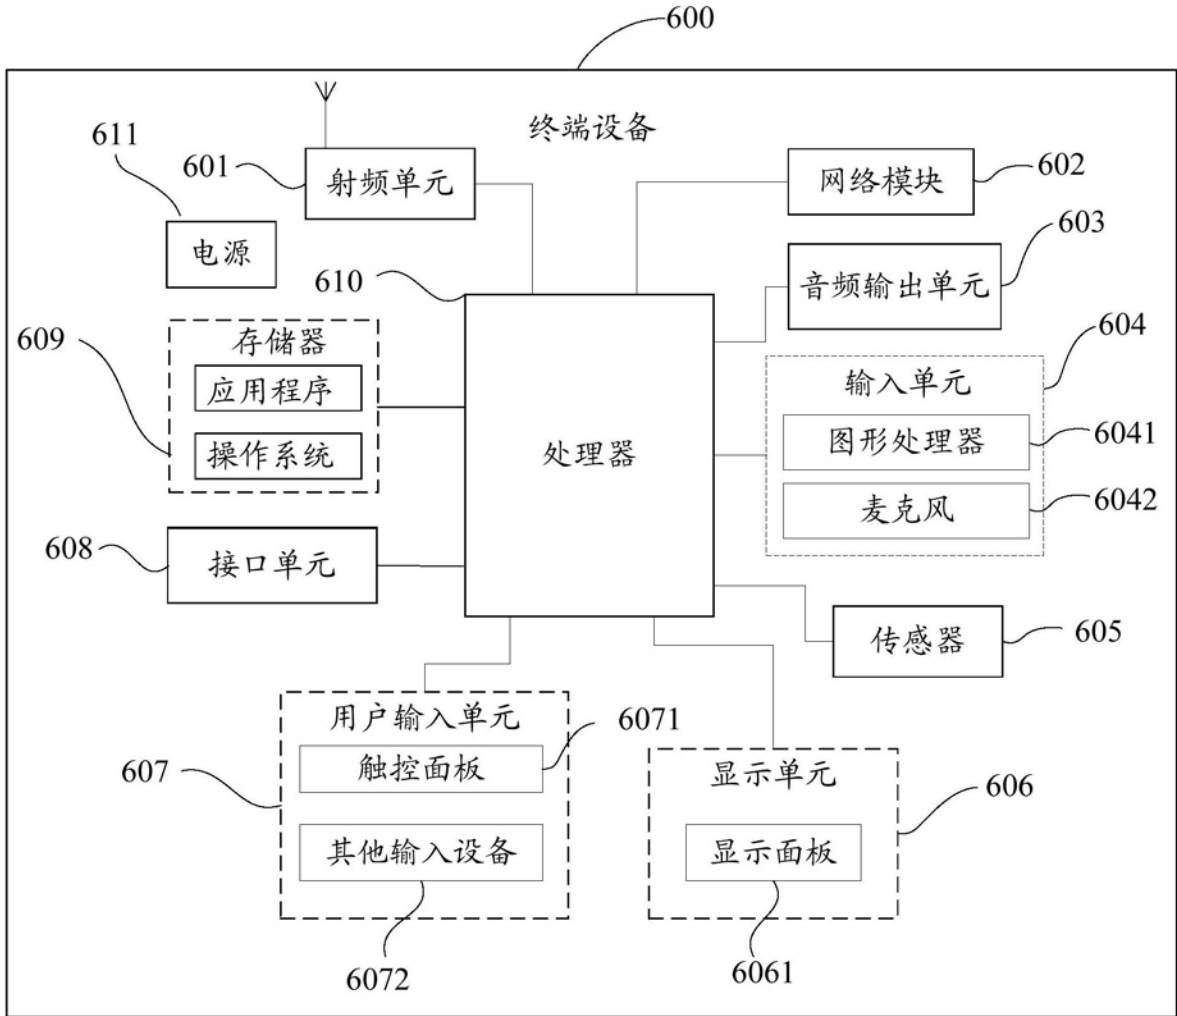 600
终端设备
611
601
射频单元
网络模块
602
电源
610
音频输出单元
603
609
存储器
应用程序
操作系统
处理器
604
输入单元
图形处理器
6041
麦克风
6042
608
接口单元
传感器
605
607
用户输入单元
触控面板
6071
其他输入设备
6072
显示单元
606
显示面板
6061